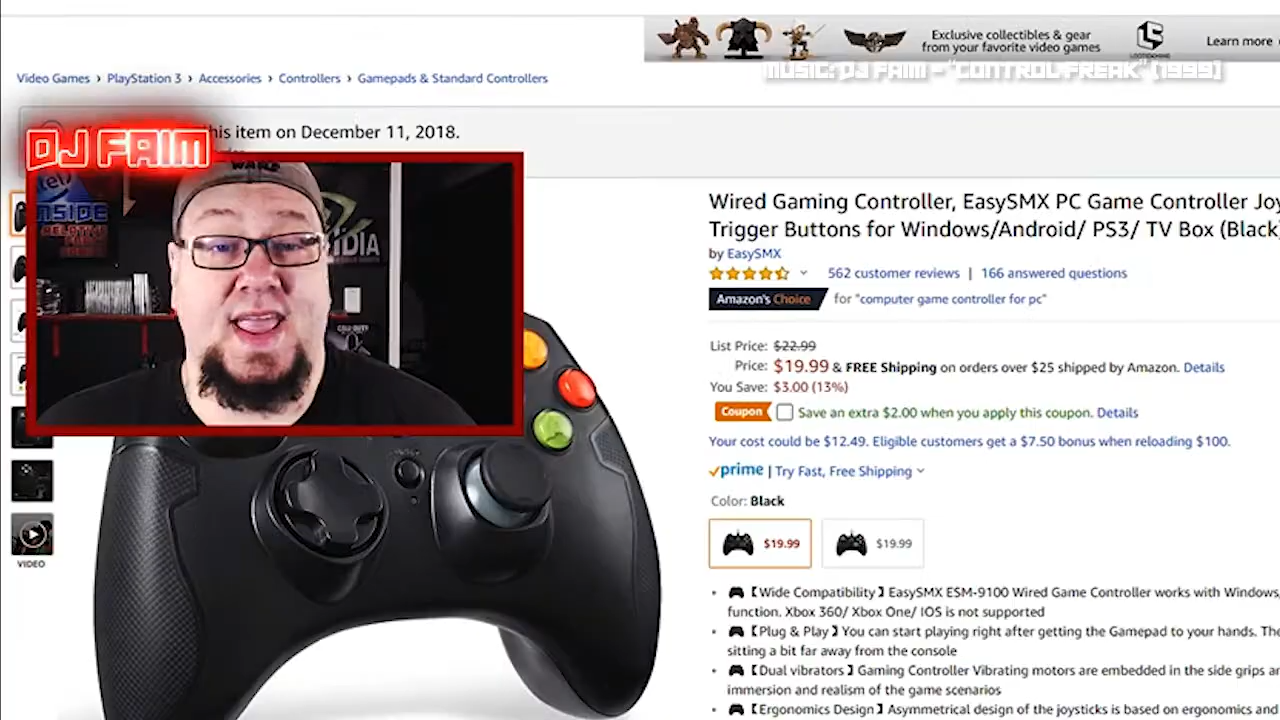 Exclusive collectibles & gear
from your favorite video games
Learn more
MUSIC: DJ FAIM - "CONTROL FREAK" [1999]
Video Games › PlayStation 3 › Accessories › Controllers › Gamepads & Standard Controllers
this item on December 11, 2018.
DJ FAIM
INSIDE
Wired Gaming Controller, EasySMX PC Game Controller Joy
Trigger Buttons for Windows/Android/ PS3/ TV Box (Black)
by EasySMX
562 customer reviews | 166 answered questions
Amazon's Choice for "computer game controller for pc"
List Price: $22.99
Price: $19.99 & FREE Shipping on orders over $25 shipped by Amazon. Details
You Save: $3.00 (13%)
Coupon Save an extra $2.00 when you apply this coupon. Details
Your cost could be $12.49. Eligible customers get a $7.50 bonus when reloading $100.
prime | Try Fast, Free Shipping
Color: Black
$19.99 $19.99
VIDEO
• 【Wide Compatibility】EasySMX ESM-9100 Wired Game Controller works with Windows,
function. Xbox 360/ Xbox One/ IOS is not supported
• 【Plug & Play】You can start playing right after getting the Gamepad to your hands. The
sitting a bit far away from the console
• 【Dual vibrators】Gaming Controller Vibrating motors are embedded in the side grips an
immersion and realism of the game scenarios
• 【Ergonomics Design】Asymmetrical design of the joysticks is based on ergonomics and